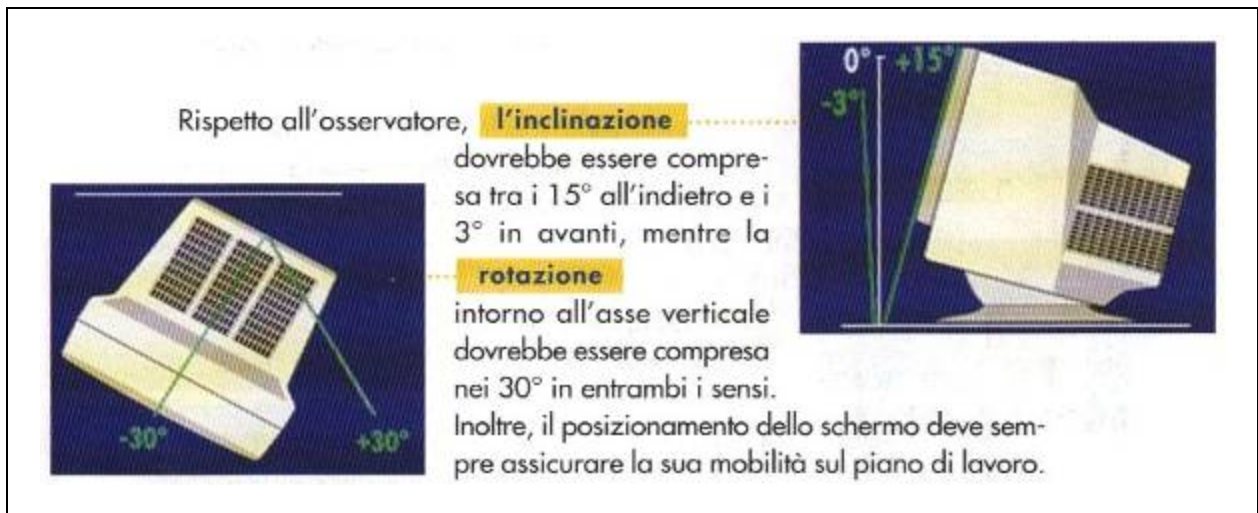 0° +15°
-3°
Rispetto all'osservatore, l'inclinazione
dovrebbe essere compre-
sa tra i 15° all'indietro e i
3° in avanti, mentre la
rotazione
intorno all'asse verticale
dovrebbe essere compresa
nei 30° in entrambi i sensi.
Inoltre, il posizionamento dello schermo deve sem-
pre assicurare la sua mobilità sul piano di lavoro.
-30° +30°